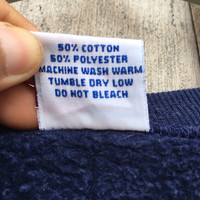 50% COTTON
50% POLYESTER
MACHINE WASH WARM
TUMBLE DRY LOW
DO NOT BLEACH